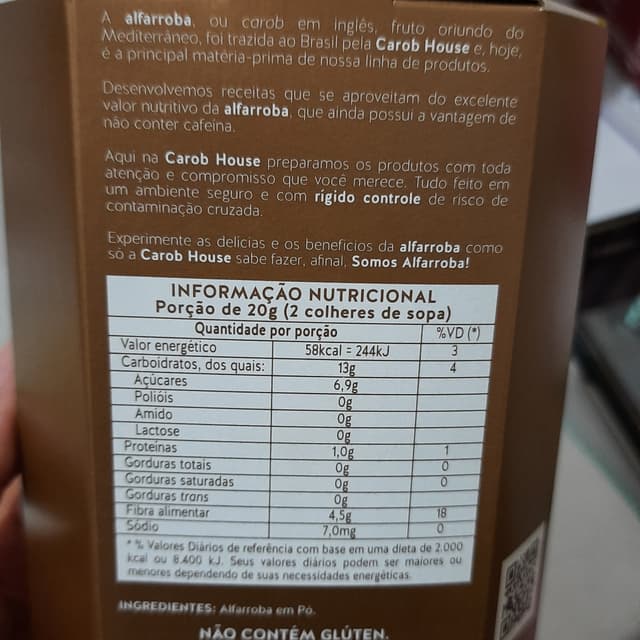 A alfarroba, ou carob em inglês, fruto oriundo do
Mediterrâneo, foi trazida ao Brasil pela Carob House e, hoje,
é a principal matéria-prima de nossa linha de produtos.
Desenvolvemos receitas que se aproveitam do excelente
valor nutritivo da alfarroba, que ainda possui a vantagem de
não conter cafeína.
Aqui na Carob House preparamos os produtos com toda
atenção e compromisso que você merece. Tudo feito em
um ambiente seguro e com rígido controle de risco de
contaminação cruzada.
Experimente as delícias e os benefícios da alfarroba como
só a Carob House sabe fazer, afinal, Somos Alfarroba!
INFORMAÇÃO NUTRICIONAL
Porção de 20g (2 colheres de sopa)
Quantidade por porção %VD (*)
Valor energético 58kcal = 244kJ 3
Carboidratos, dos quais: 13g 4
Açúcares 6,9g
Polióis 0g
Amido 0g
Lactose 0g
Proteínas 1,0g 1
Gorduras totais 0g 0
Gorduras saturadas 0g 0
Gorduras trans 0g
Fibra alimentar 4,5g 18
Sódio 7,0mg 0
* % Valores Diários de referência com base em uma dieta de 2.000
kcal ou 8.400 kJ. Seus valores diários podem ser maiores ou
menores dependendo de suas necessidades energéticas.
INGREDIENTES: Alfarroba em Pó.
NÃO CONTÉM GLÚTEN.